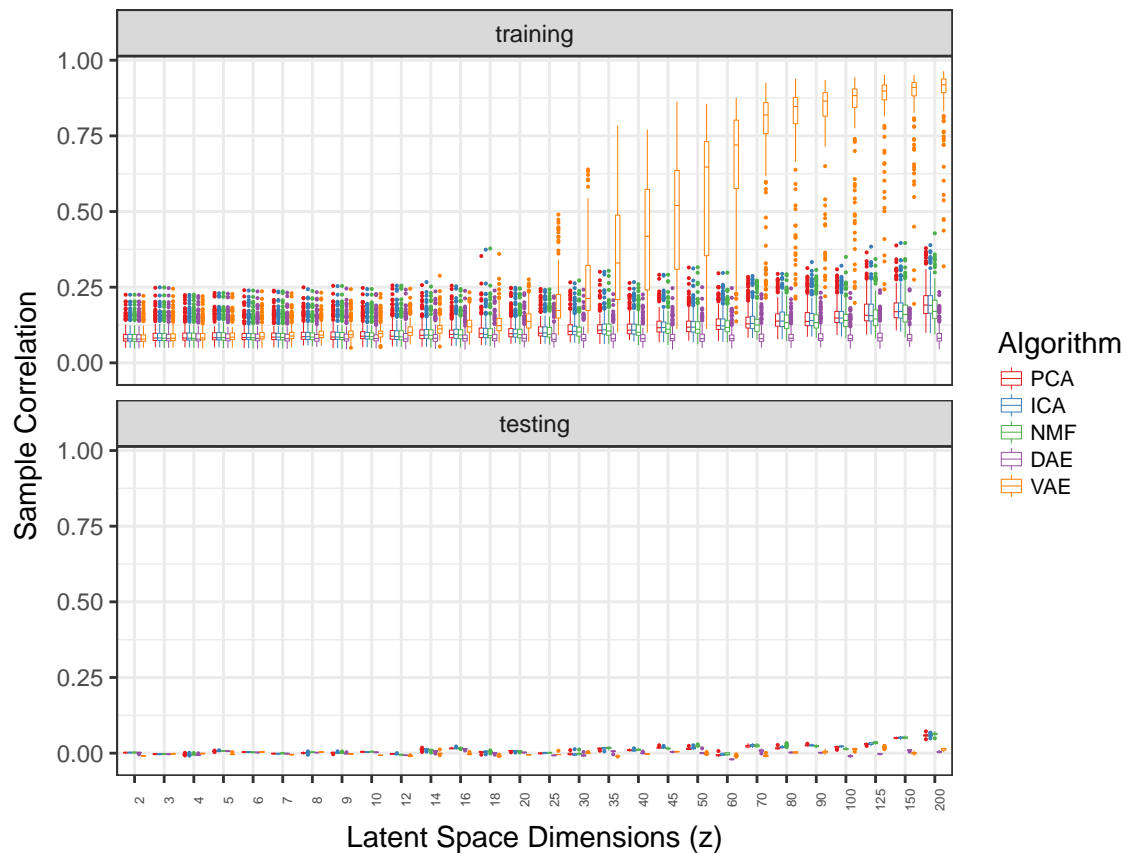 training
1.00
0.75
0.50
0.25
0.00
testing
1.00
0.75
0.50
0.25
0.00
Sample Correlation
2 3 4 5 6 7 8 9 10 12 14 16 18 20 25 30 35 40 45 50 60 70 80 90 100 125 150 200
Latent Space Dimensions (z)
Algorithm
PCA
ICA
NMF
DAE
VAE